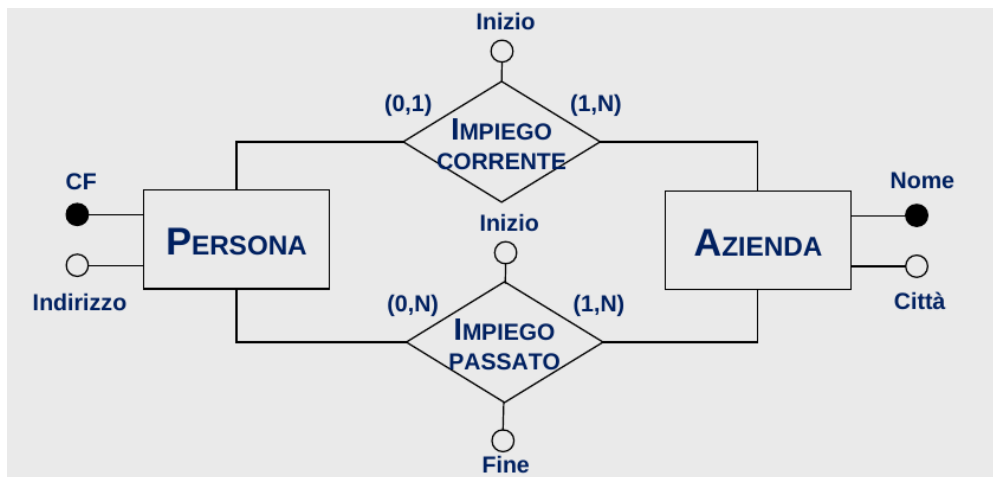 Inizio
(0,1)
(1,N)
IMPIEGO
CORRENTE
CF
Nome
PERSONA
AZIENDA
Indirizzo
Città
Inizio
(0,N)
(1,N)
IMPIEGO
PASSATO
Fine